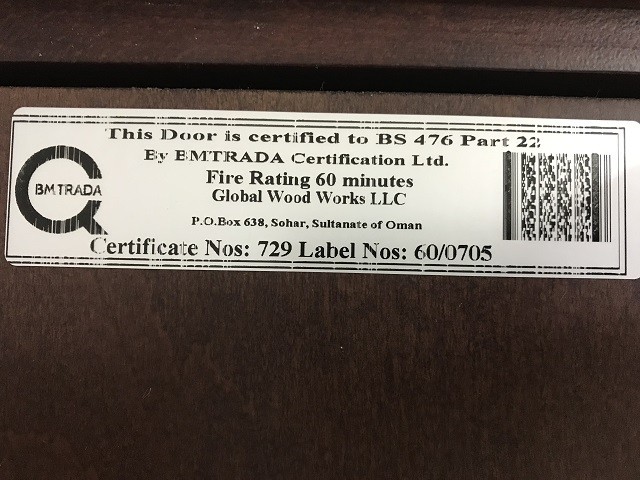 This Door is certified to BS 476 Part 22
By BMTRADA Certification Ltd.
BM TRADA
Fire Rating 60 minutes
Global Wood Works LLC
P.O.Box 638, Sohar, Sultanate of Oman
Certificate Nos: 729 Label Nos: 60/0705